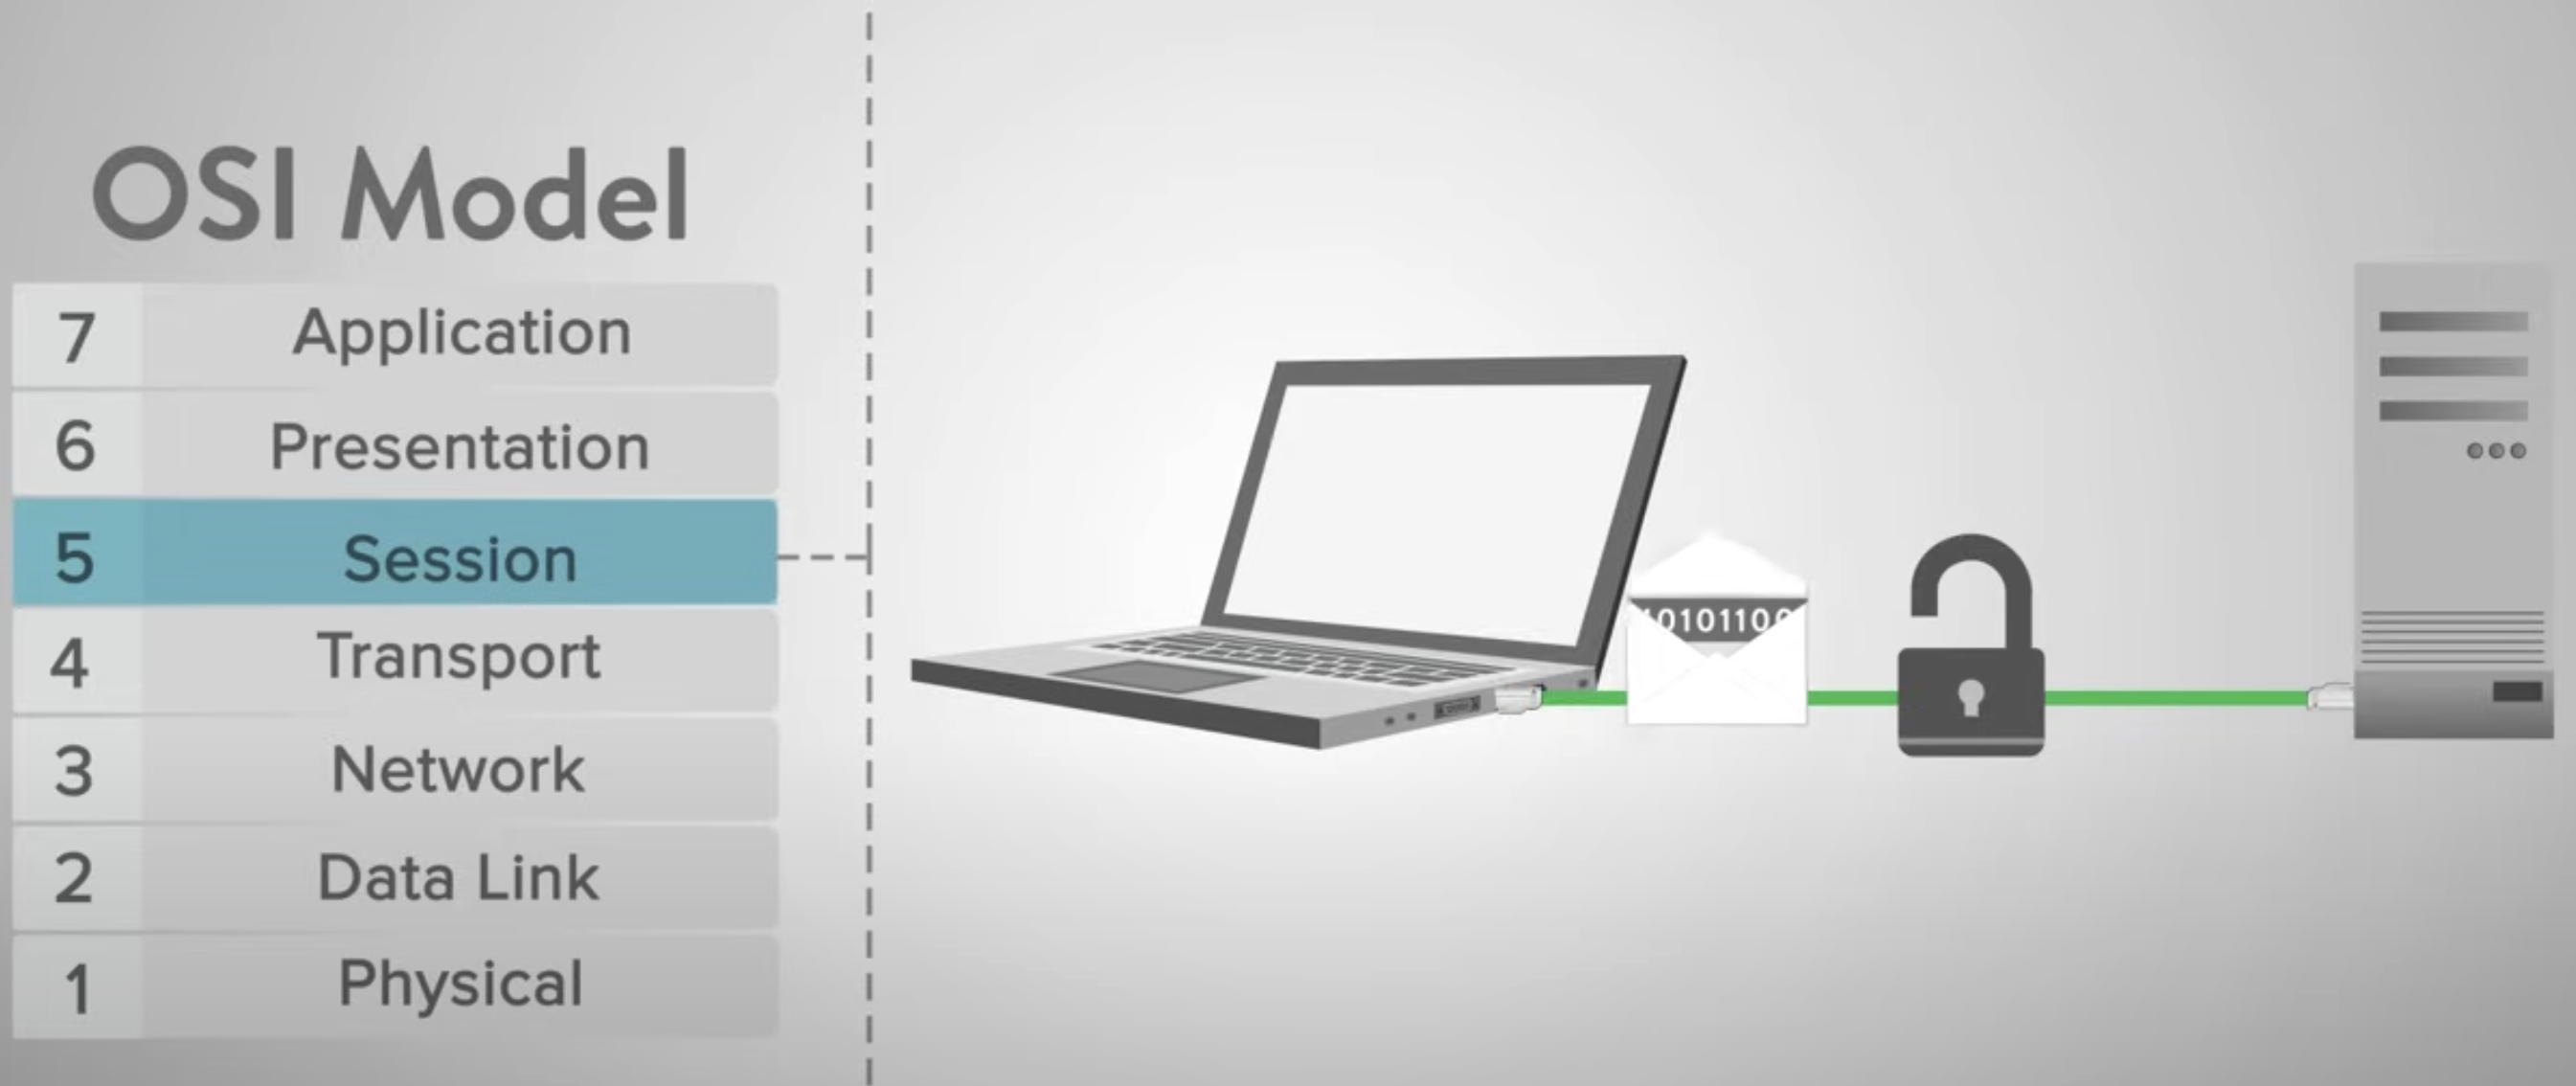 OSI Model
7 Application
6 Presentation
5 Session
4 Transport
3 Network
2 Data Link
1 Physical